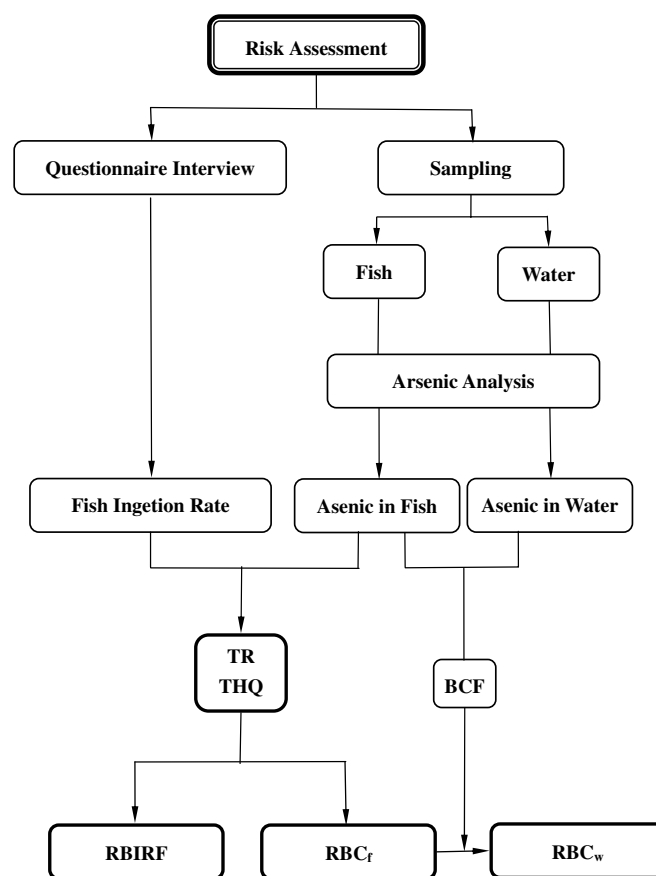 Risk Assessment
Questionnaire Interview
Sampling
Fish
Water
Arsenic Analysis
Fish Ingetion Rate
Asenic in Fish
Asenic in Water
TR
THQ
BCF
RBIRF
RBCf
RBCw